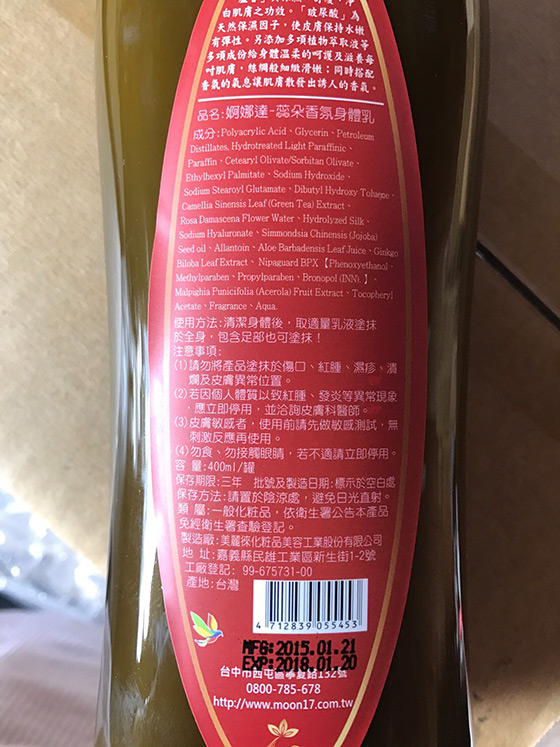 白肌膚之功效。「玻尿酸」為
天然保濕因子，使皮膚保持水嫩
有彈性。另添加多項植物萃取液等
多項成份給身體溫柔的呵護及滋養每
吋肌膚，絲綢般細緻滑嫩；同時搭配
香氛的氣息讓肌膚散發出誘人的香氣。
品名:婀娜達-蕊朵香氛身體乳
成分:Polyacrylic Acid、Glycerin、Petroleum
Distillates, Hydrotreated Light Paraffinic、
Paraffin、Cetearyl Olivate/Sorbitan Olivate、
Ethylhexyl Palmitate、Sodium Hydroxide、
Sodium Stearoyl Glutamate、Dibutyl Hydroxy Toluene、
Camellia Sinensis Leaf (Green Tea) Extract、
Rosa Damascena Flower Water、Hydrolyzed Silk、
Sodium Hyaluronate、Simmondsia Chinensis (Jojoba)
Seed oil、Allantoin、Aloe Barbadensis Leaf Juice、Ginkgo
Biloba Leaf Extract、Nipaguard BPX【Phenoxyethanol、
Methylparaben、Propylparaben、Bronopol (INN).】、
Malpighia Punicifolia (Acerola) Fruit Extract、Tocopheryl
Acetate、Fragrance、Aqua.
使用方法:清潔身體後，取適量乳液塗抹
於全身，包含足部也可塗抹！
注意事項:
(1)請勿將產品塗抹於傷口、紅腫、濕疹、潰
爛及皮膚異常位置。
(2)若因個人體質以致紅腫、發炎等異常現象
，應立即停用，並洽詢皮膚科醫師。
(3)皮膚敏感者，使用前請先做敏感測試，無
刺激反應再使用。
(4)勿食、勿接觸眼睛，若不適請立即停用。
容 量:400ml/罐
保存期限:三年 批號及製造日期:標示於空白處
保存方法:請置於陰涼處，避免日光直射。
類 屬:一般化粧品，依衛生署公告本產品
免經衛生署查驗登記。
製造廠:美麗徠化粧品美容工業股份有限公司
地 址:嘉義縣民雄工業區新生街1-2號
工廠登記: 99-675731-00
產地:台灣
4 712839 055453
MFG:2015.01.21
EXP:2018.01.20
台中市西屯區寧夏路132號
0800-785-678
http://www.moon17.com.tw